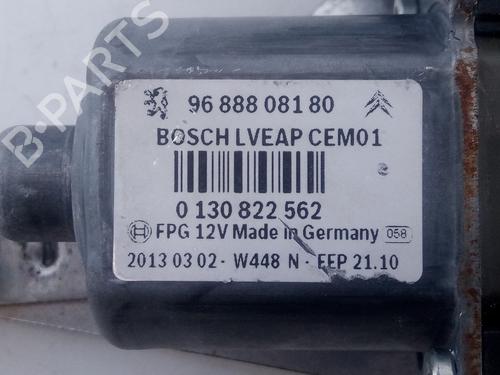 B-PARTS
96 888 081 80
BOSCH LVEAP CEM01
0 130 822 562
FPG 12V Made in Germany 058
2013 03 02 - W448 N - EEP 21.10